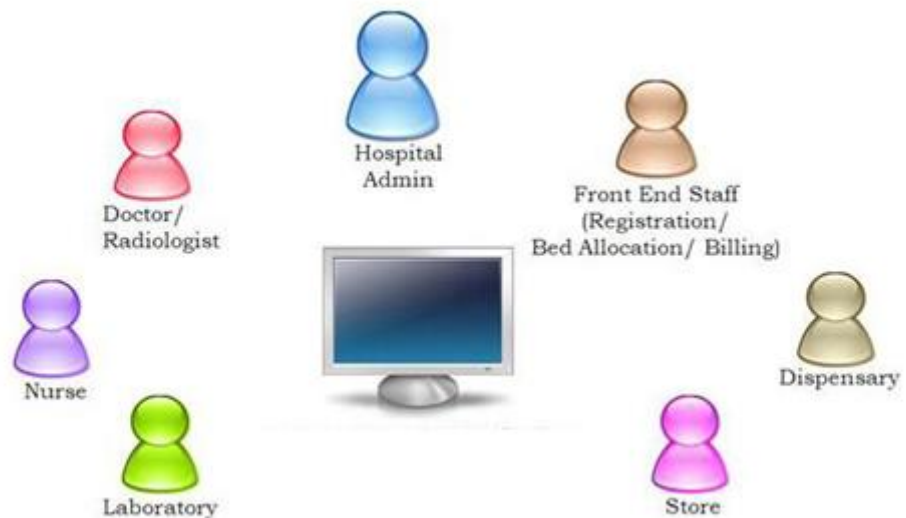 Hospital
Admin
Doctor/
Radiologist
Front End Staff
(Registration/
Bed Allocation/ Billing)
Nurse
Dispensary
Laboratory
Store